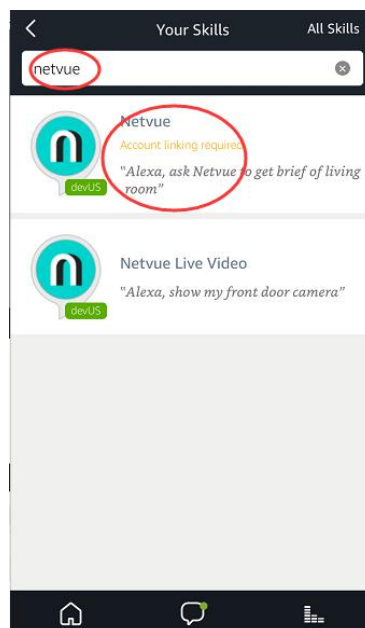 Your Skills All Skills
netvue
Netvue
Account linking required
"Alexa, ask Netvue to get brief of living
room"
devUS
Netvue Live Video
"Alexa, show my front door camera"
devUS